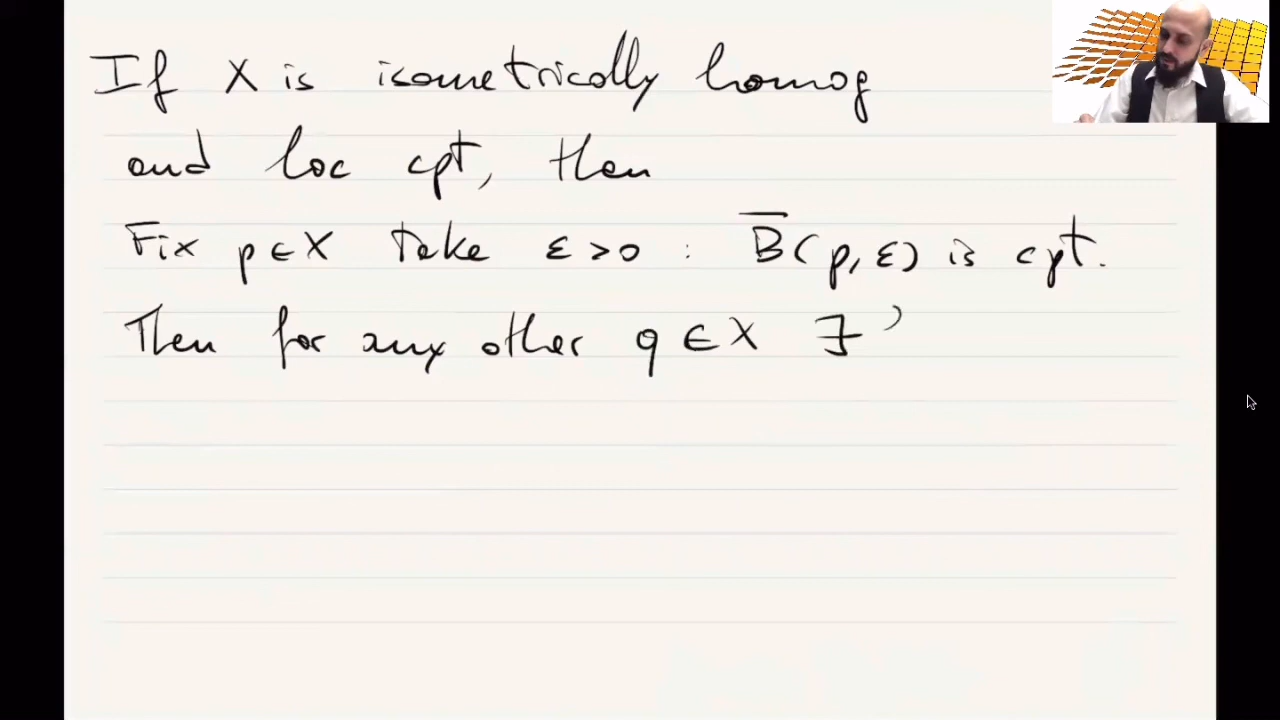 If X is isometrically homog
and loc cpt, then
Fix p ∈ X take ε > 0 : B̅(p, ε) is cpt.
Then for any other q ∈ X ∃